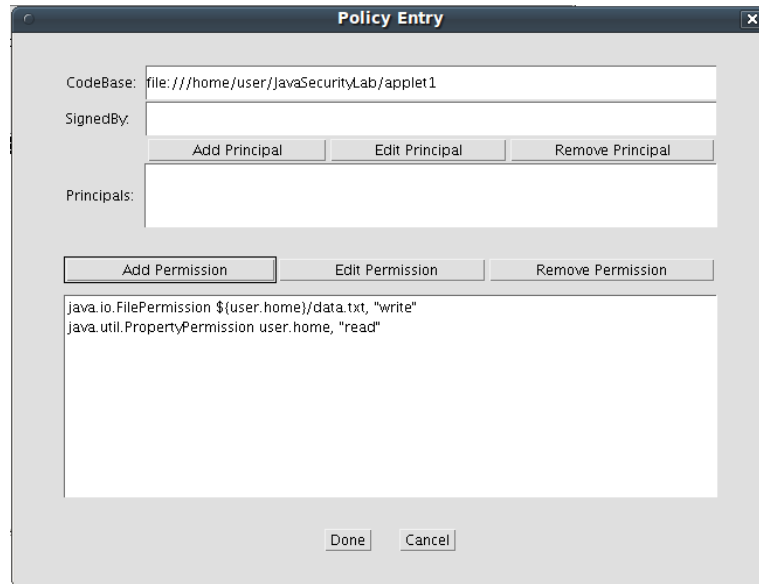 Policy Entry
CodeBase: file:///home/user/JavaSecurityLab/applet1
SignedBy:
Add Principal Edit Principal Remove Principal
Principals:
Add Permission Edit Permission Remove Permission
java.io.FilePermission ${user.home}/data.txt, "write"
java.util.PropertyPermission user.home, "read"
Done Cancel